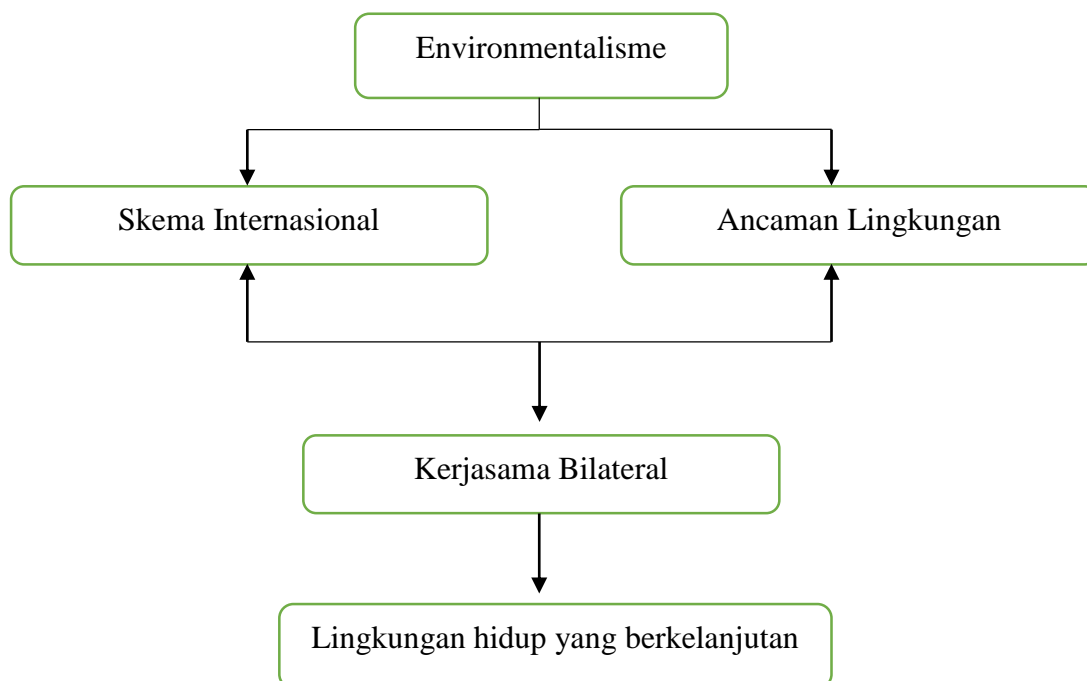 Environmentalisme
Skema Internasional
Ancaman Lingkungan
Kerjasama Bilateral
Lingkungan hidup yang berkelanjutan